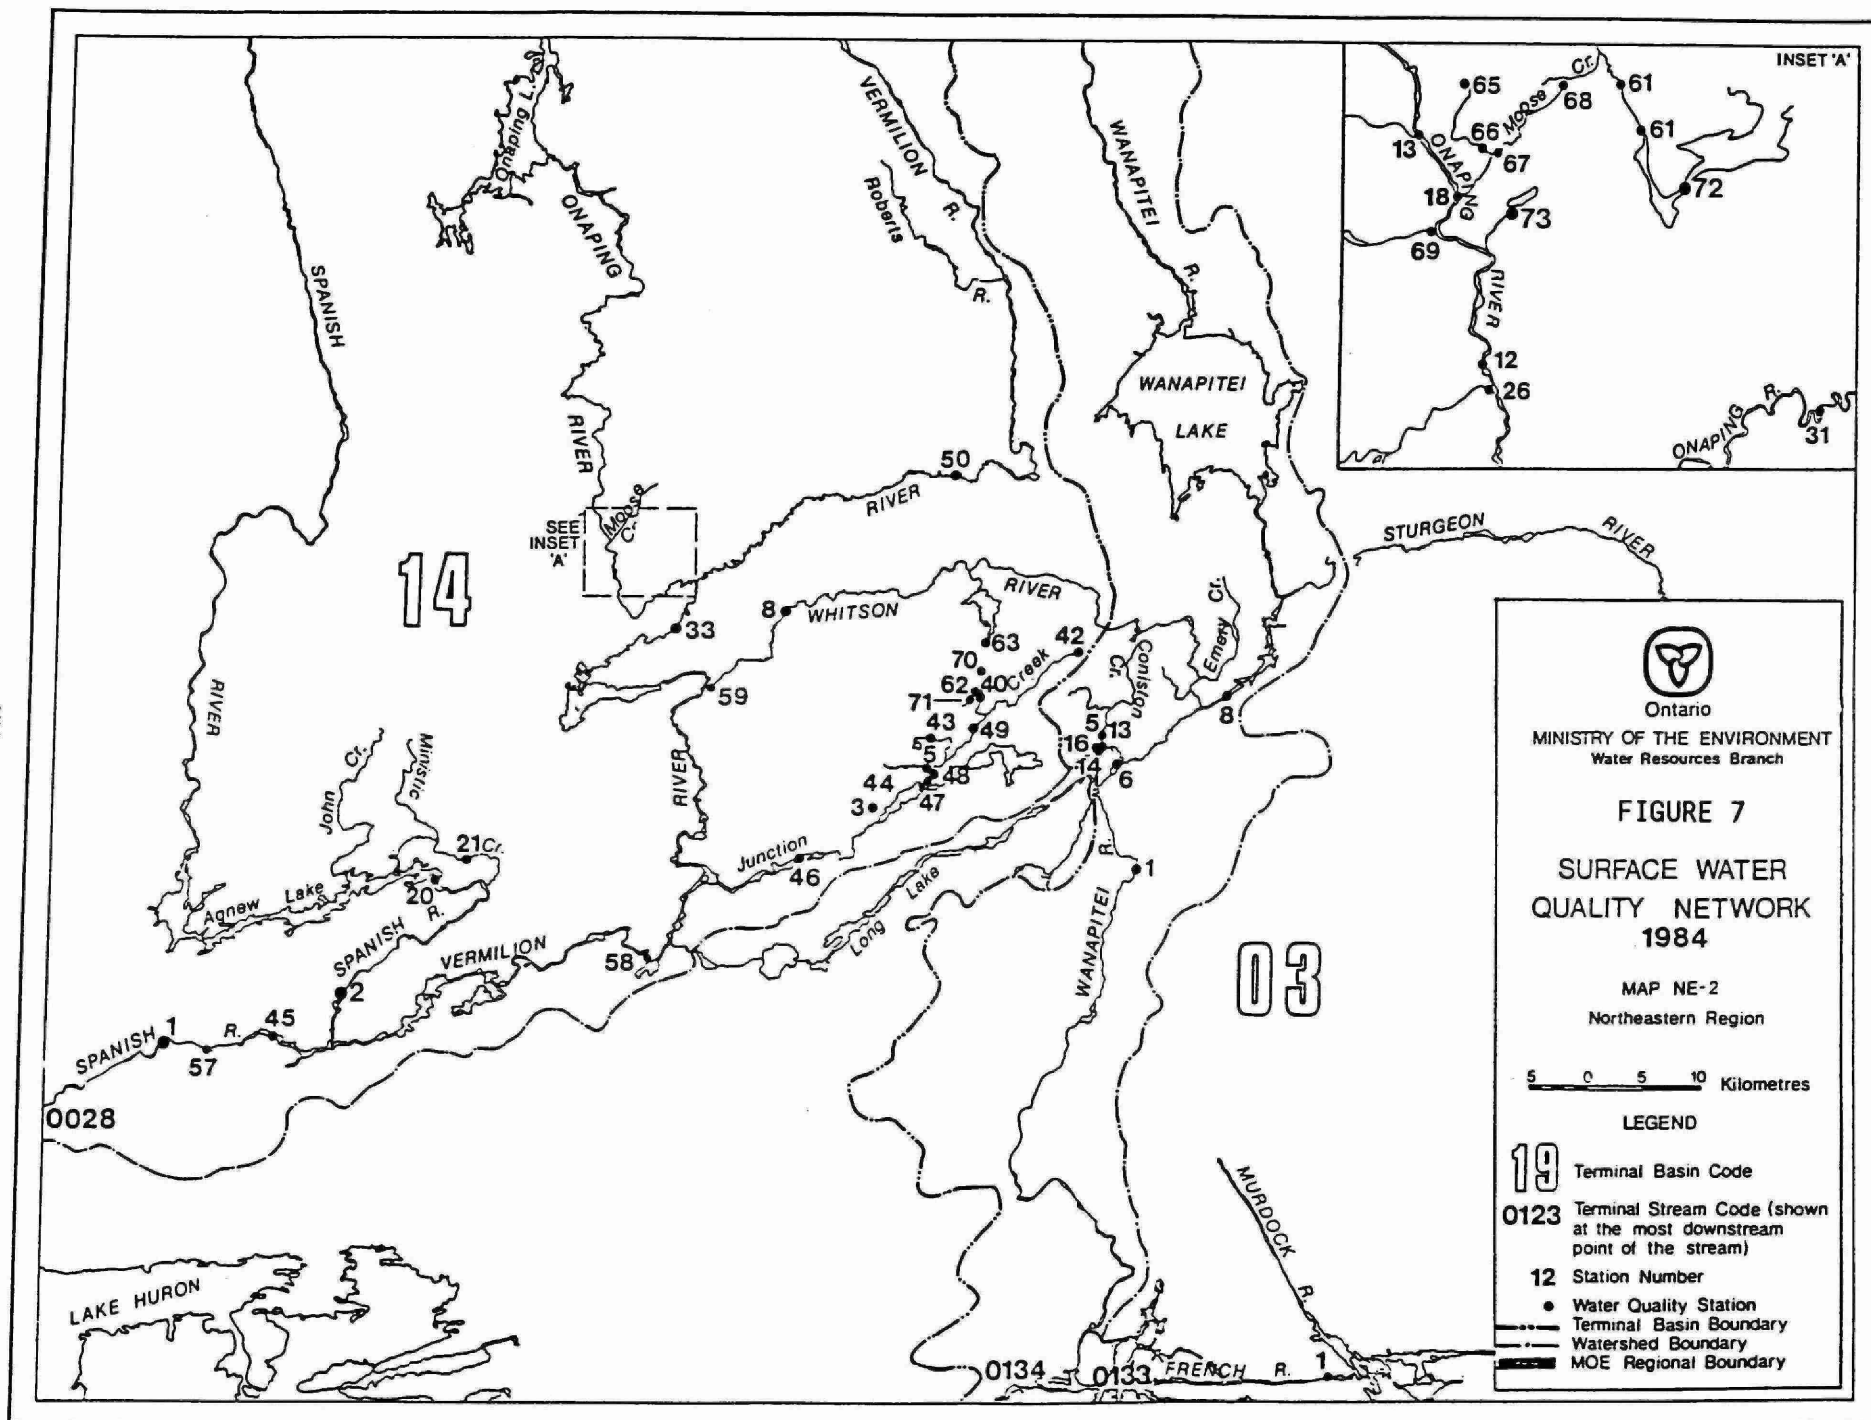 INSET 'A'
65
Moose Cr.
68
61
61
66
67
13
ONAPING
18
72
73
69
RIVER
12
26
ONAPING R.
31
Onaping L.
ONAPING
RIVER
SPANISH
RIVER
VERMILION
R.
Roberts
R.
WANAPITEI
R.
WANAPITEI
LAKE
50
RIVER
SEE
INSET
'A'
Moose
Cr.
14
STURGEON
RIVER
8
WHITSON
RIVER
33
59
63
42
70
62
40
Creek
71
43
49
5
44
48
47
3
Coniston
Cr.
Emery Cr.
8
5
13
16
14
6
RIVER
John Cr.
Ministic
21
Cr.
20
Agnew Lake
SPANISH R.
Junction
46
Long Lake
VERMILION
58
2
SPANISH
1
R.
57
45
0028
R.
1
WANAPITEI
03
MURDOCK
R.
LAKE HURON
0134
0133
FRENCH R.
1
Ontario
MINISTRY OF THE ENVIRONMENT
Water Resources Branch
FIGURE 7
SURFACE WATER
QUALITY NETWORK
1984
MAP NE-2
Northeastern Region
5 0 5 10 Kilometres
LEGEND
19 Terminal Basin Code
0123 Terminal Stream Code (shown
at the most downstream
point of the stream)
12 Station Number
Water Quality Station
Terminal Basin Boundary
Watershed Boundary
MOE Regional Boundary